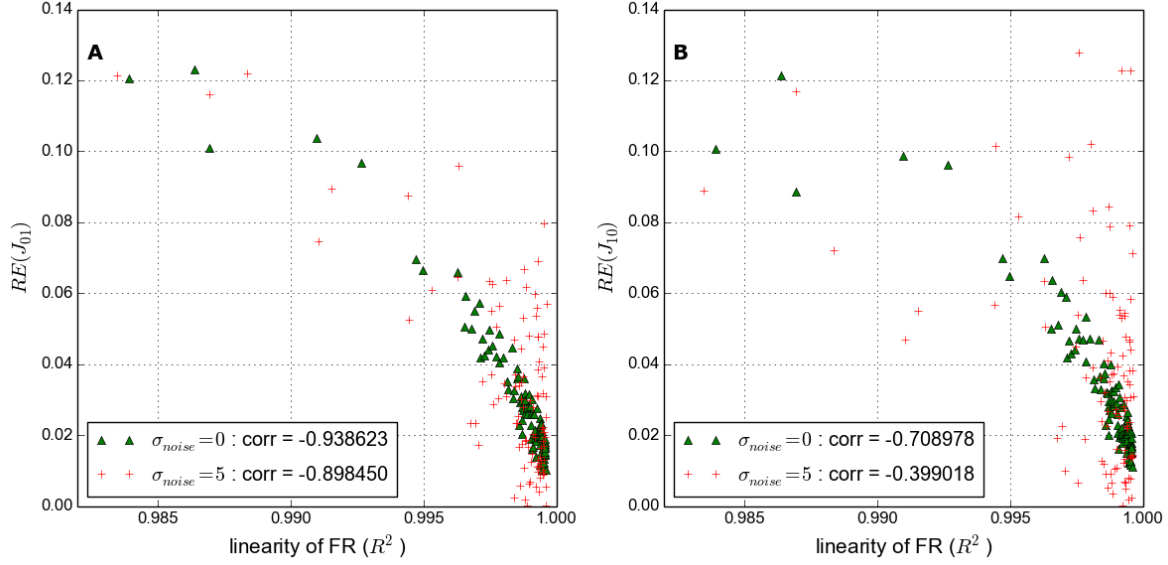 A
0.14
0.12
0.10
0.08
0.06
0.04
0.02
0.00
RE(J₀₁)
σ_noise=0 : corr = -0.938623
σ_noise=5 : corr = -0.898450
0.985 0.990 0.995 1.000
linearity of FR (R²)
B
0.14
0.12
0.10
0.08
0.06
0.04
0.02
0.00
RE(J₁₀)
σ_noise=0 : corr = -0.708978
σ_noise=5 : corr = -0.399018
0.985 0.990 0.995 1.000
linearity of FR (R²)